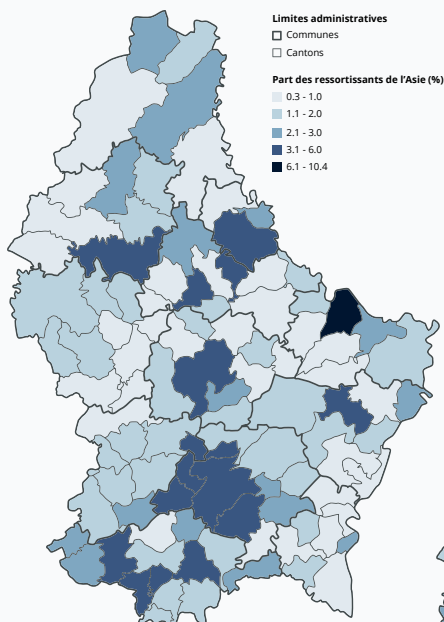 Limites administratives
Communes
Cantons
Part des ressortissants de l’Asie (%)
0.3 - 1.0
1.1 - 2.0
2.1 - 3.0
3.1 - 6.0
6.1 - 10.4